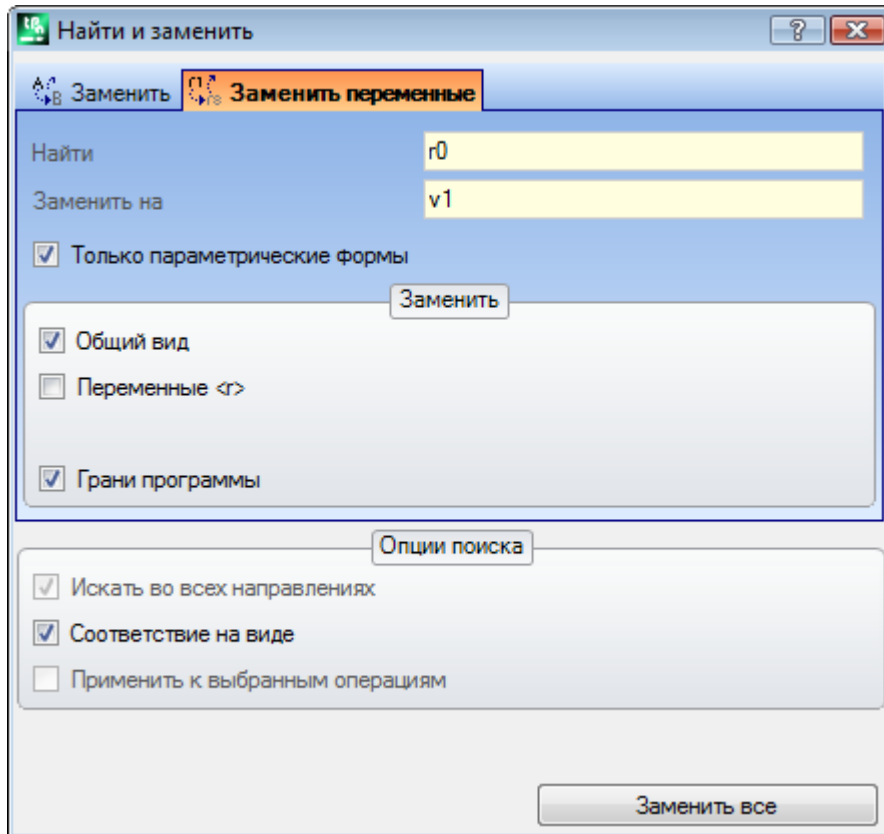 Найти и заменить
Заменить Заменить переменные
Найти r0
Заменить на v1
Только параметрические формы
Заменить
Общий вид
Переменные <r>
Грани программы
Опции поиска
Искать во всех направлениях
Соответствие на виде
Применить к выбранным операциям
Заменить все